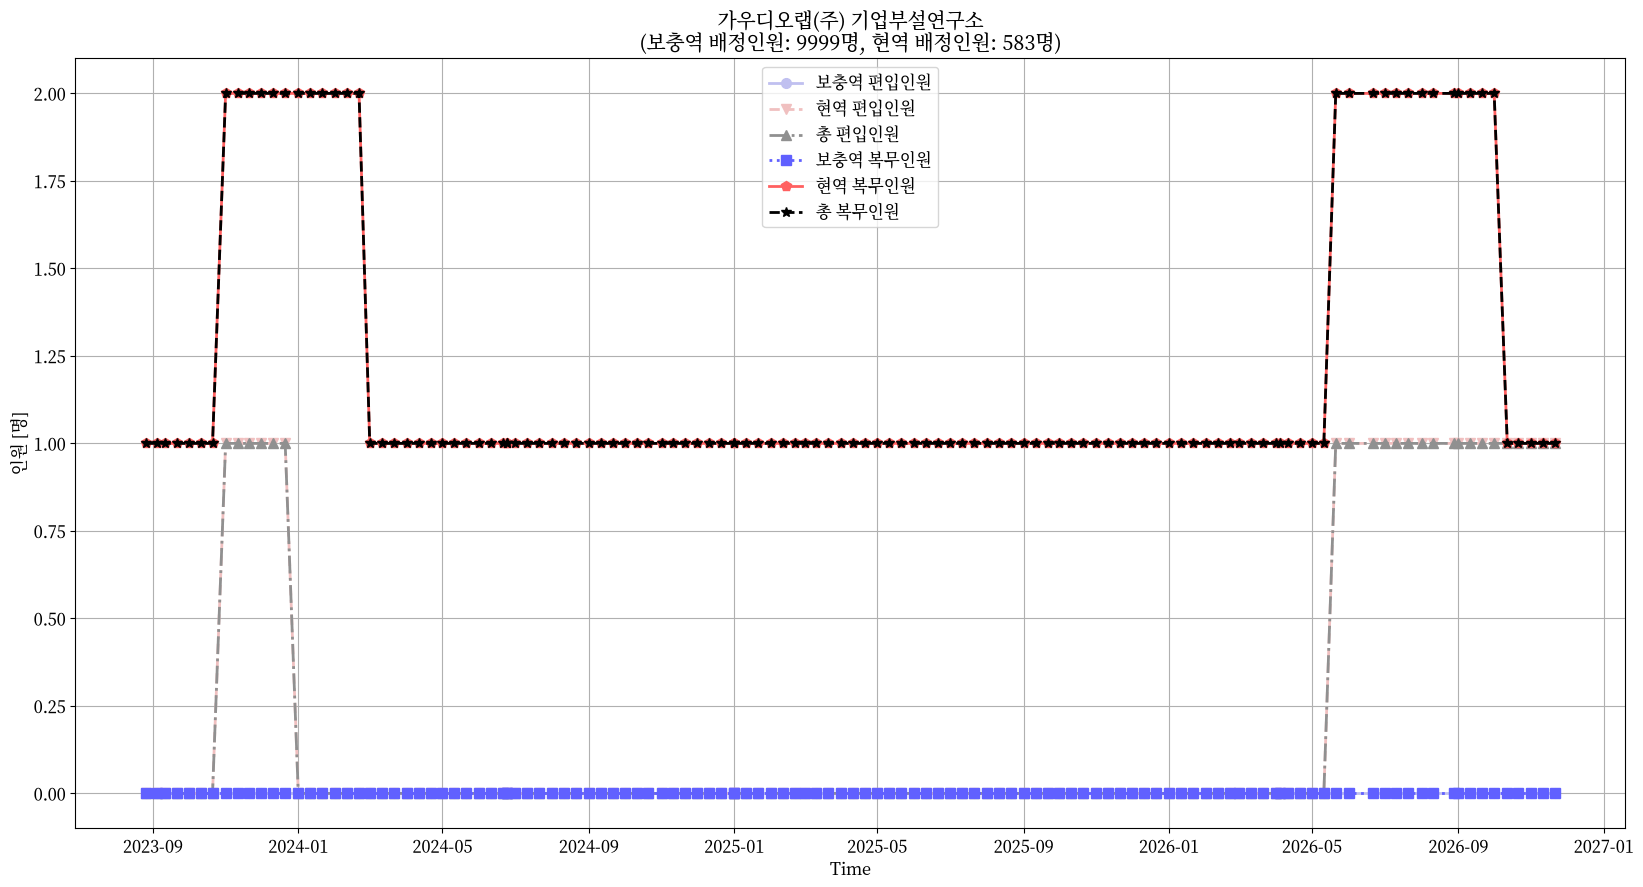 가우디오랩(주) 기업부설연구소
(보충역 배정인원: 9999명, 현역 배정인원: 583명)
보충역 편입인원
현역 편입인원
총 편입인원
보충역 복무인원
현역 복무인원
총 복무인원
인원 [명]
2.00
1.75
1.50
1.25
1.00
0.75
0.50
0.25
0.00
2023-09
2024-01
2024-05
2024-09
2025-01
2025-05
2025-09
2026-01
2026-05
2026-09
2027-01
Time